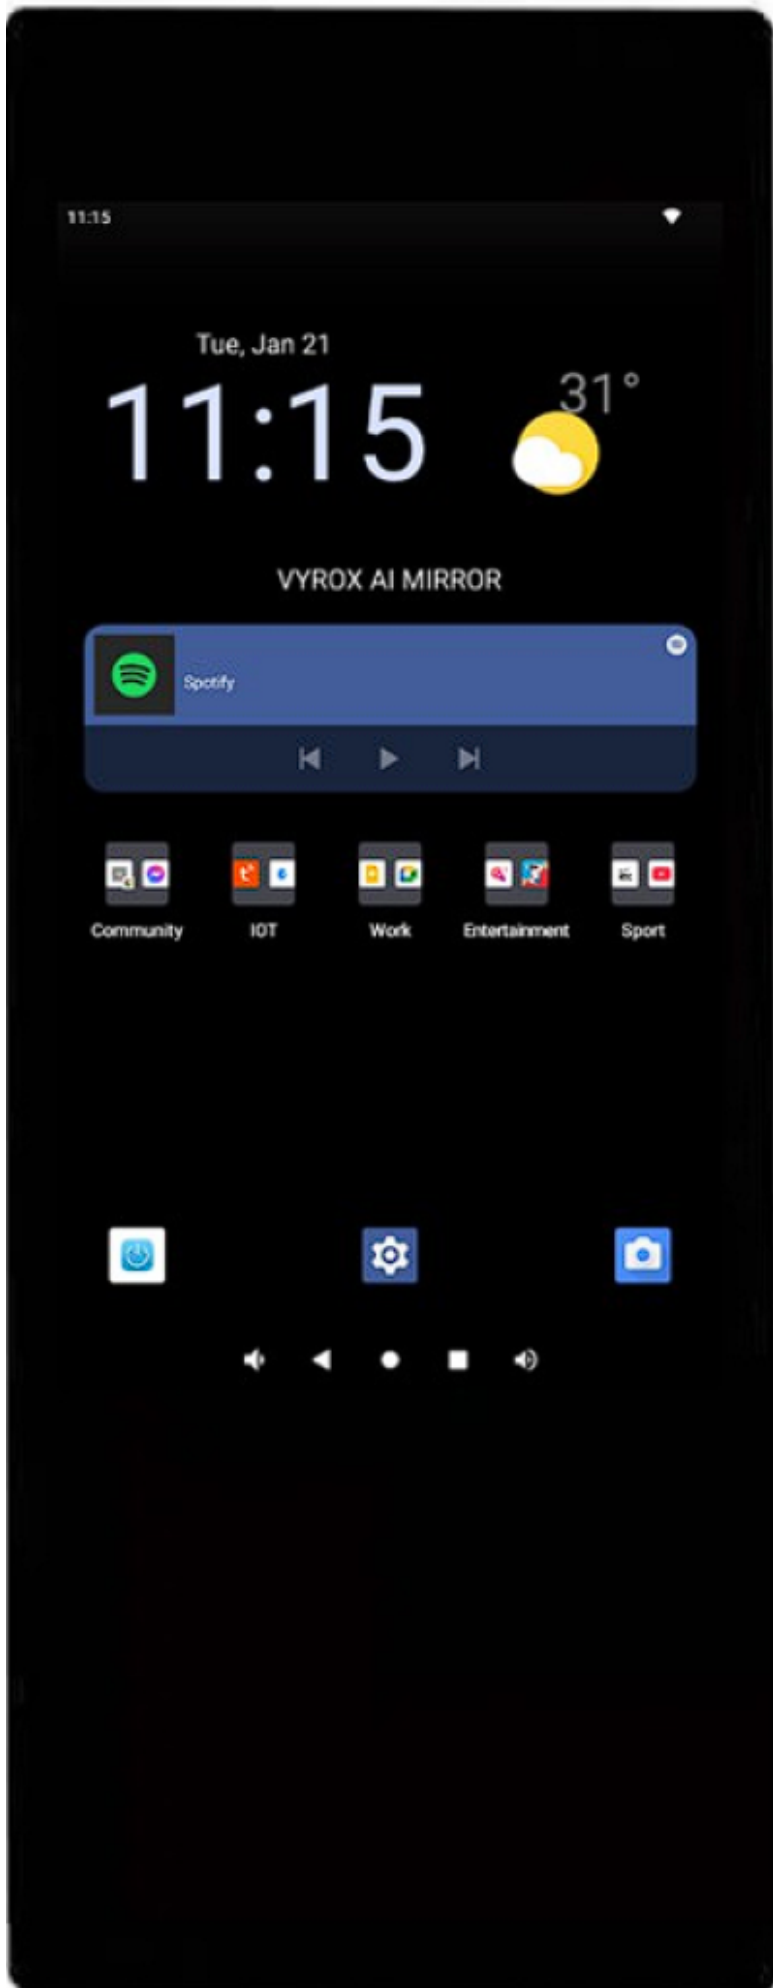 11:15
Tue, Jan 21
11:15
31°
VYROX AI MIRROR
Spotify
Community IOT Work Entertainment Sport